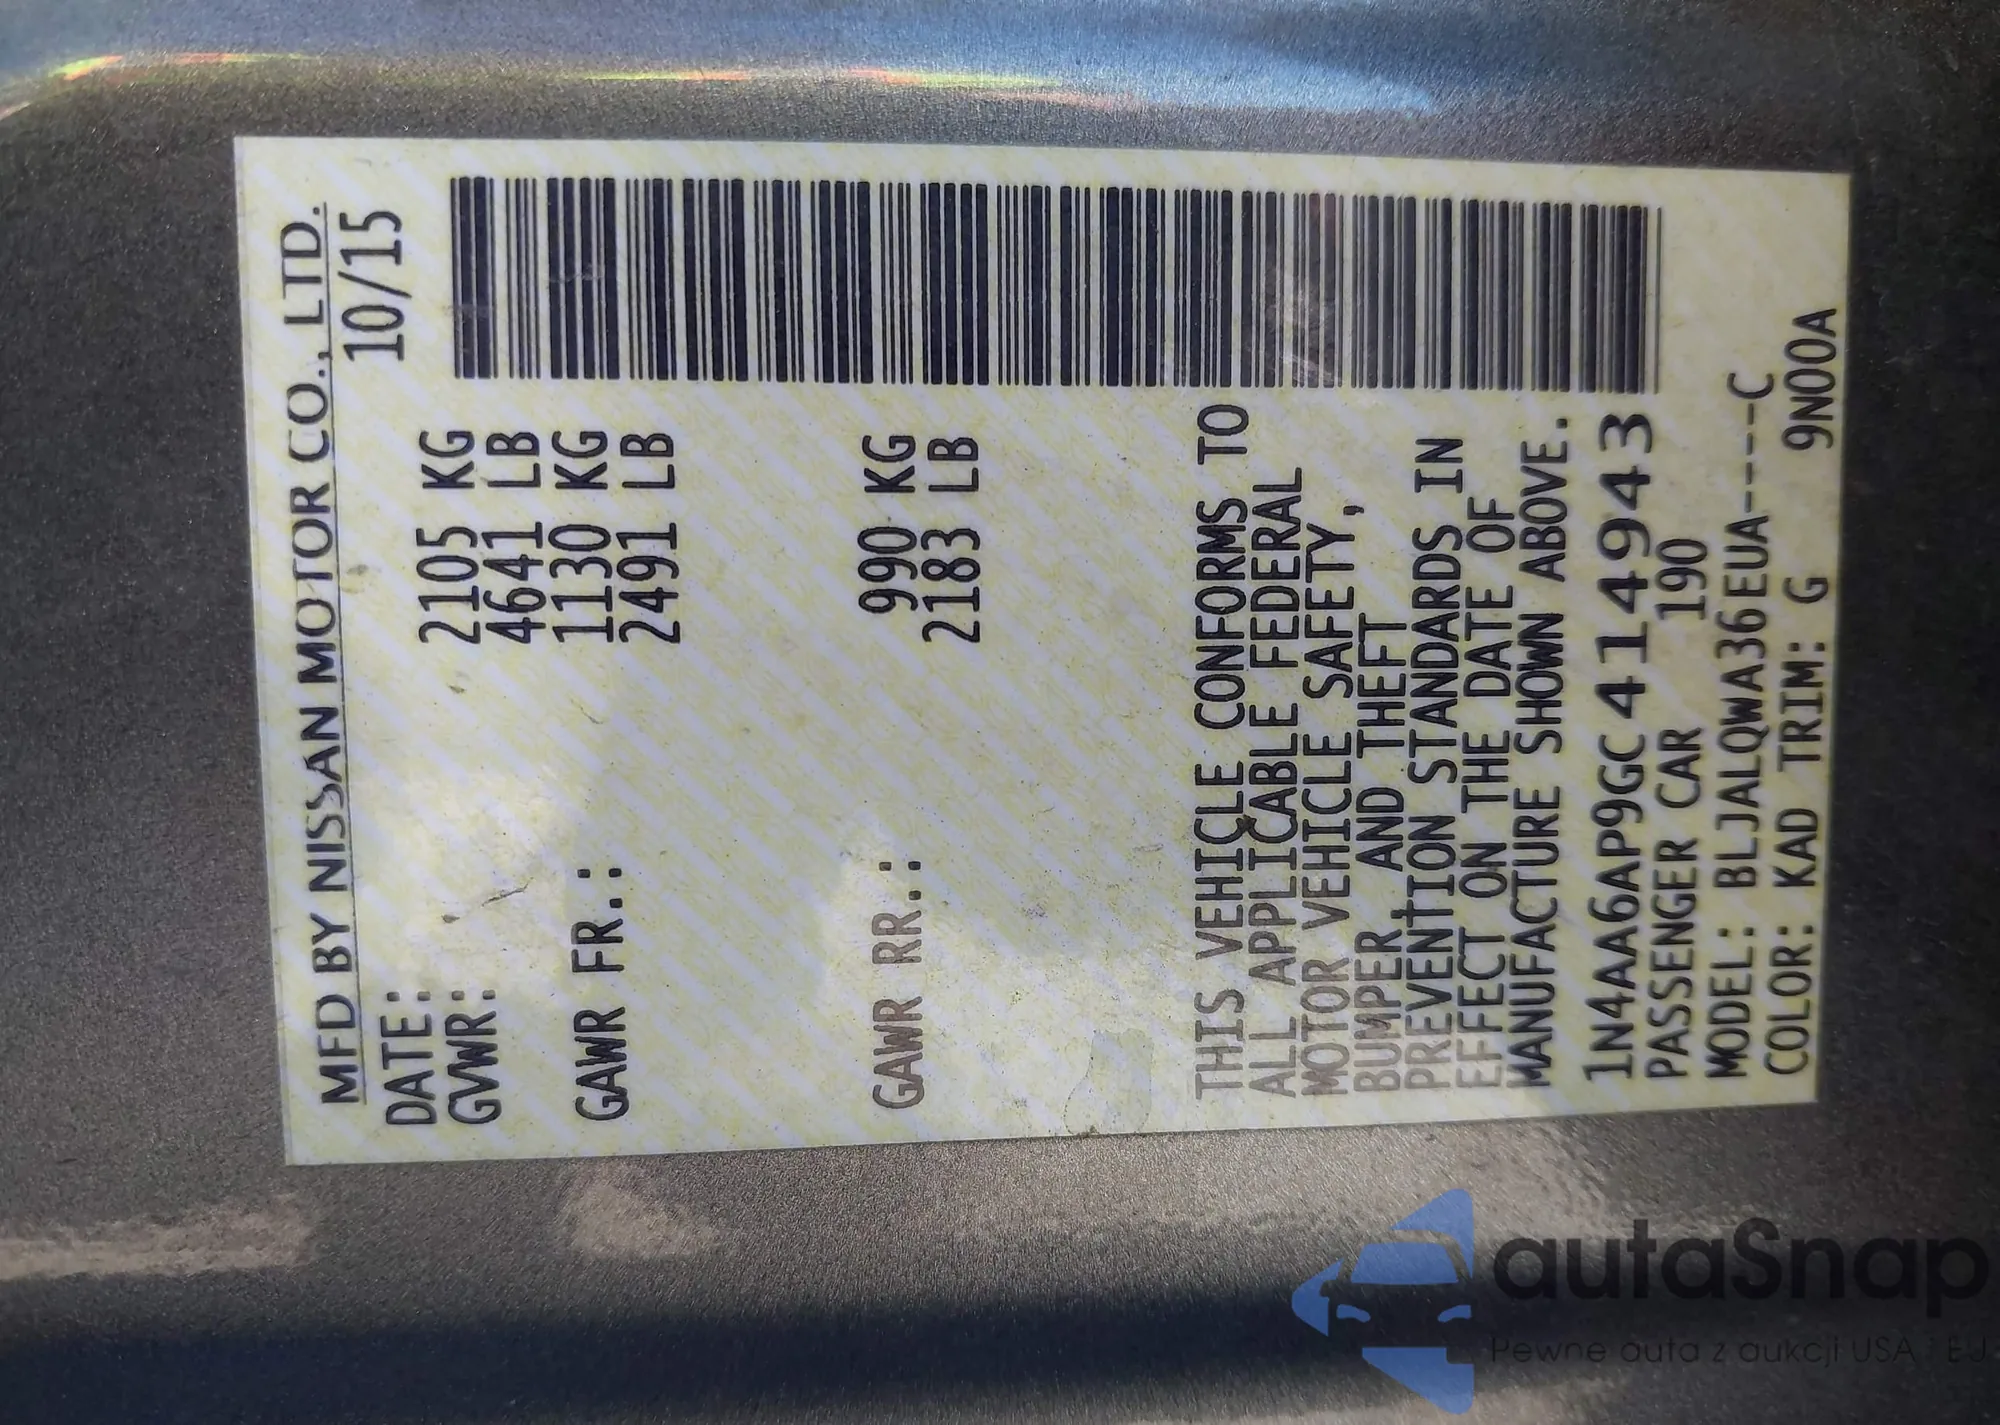 MFD BY NISSAN MOTOR CO., LTD.
DATE: 10/15
GVWR: 2105 KG
4641 LB
GAWR FR.: 1130 KG
2491 LB
GAWR RR.: 990 KG
2183 LB
THIS VEHICLE CONFORMS TO
ALL APPLICABLE FEDERAL
MOTOR VEHICLE SAFETY,
BUMPER AND THEFT
PREVENTION STANDARDS IN
EFFECT ON THE DATE OF
MANUFACTURE SHOWN ABOVE.
1N4AA6AP9GC414943
PASSENGER CAR 190
MODEL: BLJALQWA36EUA----C
COLOR: KAD TRIM: G 9N00A
autaSnap
Pewne auta z aukcji USA i EU